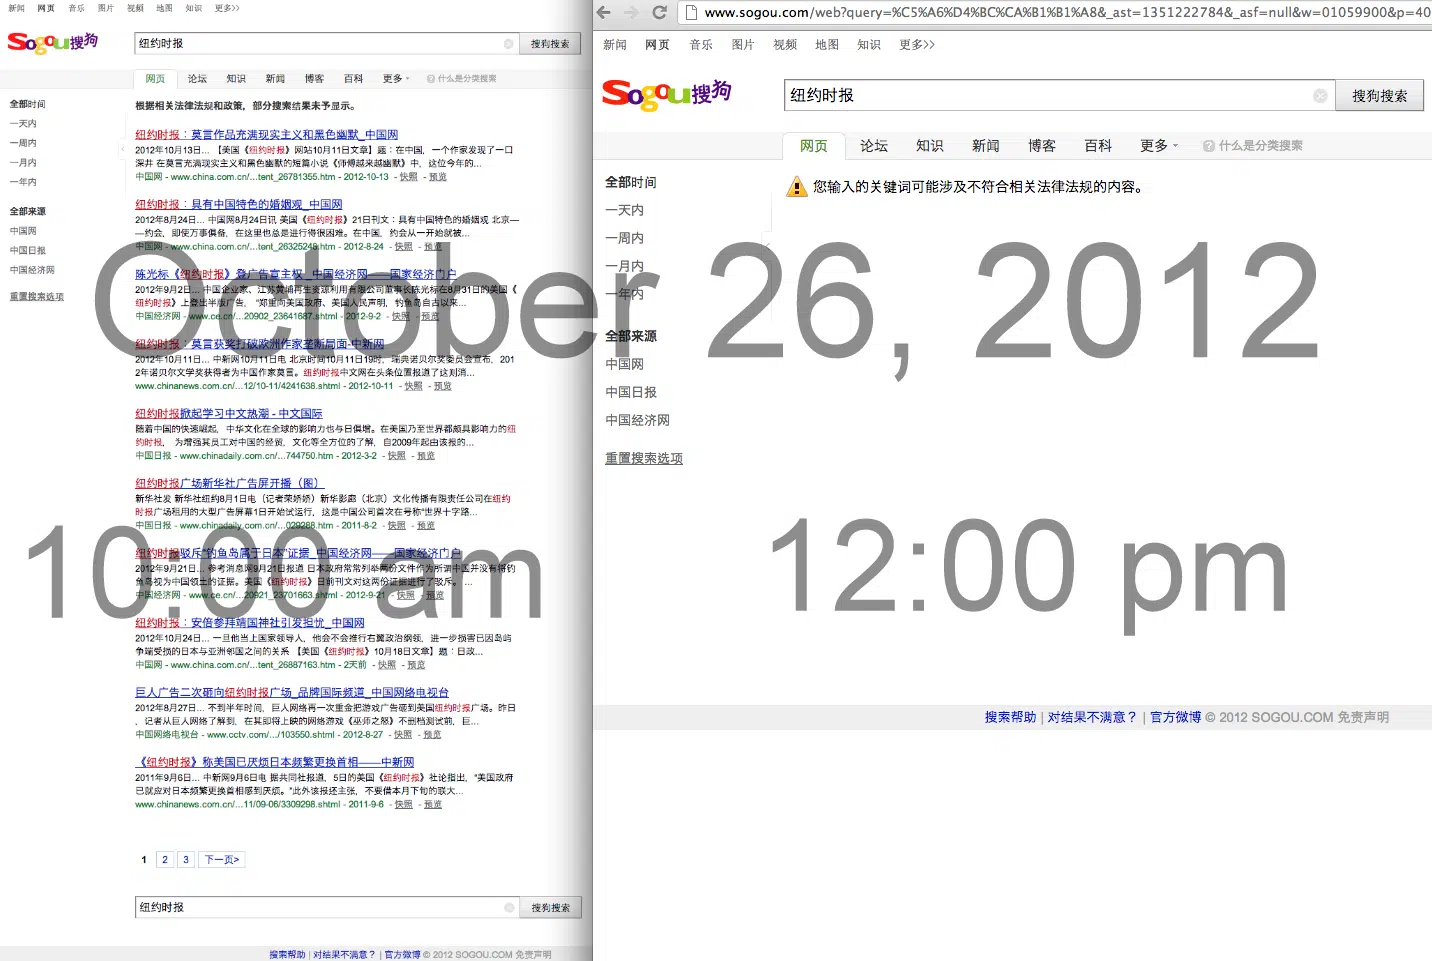 新闻 网页 音乐 图片 视频 地图 知识 更多>>
Sogou搜狗 纽约时报 搜狗搜索
网页 论坛 知识 新闻 博客 百科 更多 什么是分类搜索
全部时间
一天内
一周内
一月内
一年内
全部来源
中国网
中国日报
中国经济网
重置搜索选项
根据相关法律法规和政策，部分搜索结果未予显示。
纽约时报：莫言作品充满现实主义和黑色幽默_中国网
2012年10月13日... 【美国《纽约时报》网站10月11日文章】题：在中国，一个作家发现了一口
深井 在莫言充满现实主义和黑色幽默的短篇小说《师傅越来越幽默》中，这位今年的...
中国网 - www.china.com.cn/...tent_26781355.htm - 2012-10-13 - 快照 - 预览
纽约时报：具有中国特色的婚姻观_中国网
2012年8月24日... 中国网8月24日讯 美国《纽约时报》21日刊文：具有中国特色的婚姻观 北京—
—约会，即使万事俱备，在这里也总是进行得很困难。在中国，约会从一开始就被...
中国网 - www.china.com.cn/...tent_26325248.htm - 2012-8-24 - 快照 - 预览
陈光标《纽约时报》登广告宣主权_中国经济网——国家经济门户
2012年9月2日... 中国企业家、江苏黄埔再生资源利用有限公司董事长陈光标在8月31日的美国《
纽约时报》上登出半版广告，“郑重向美国政府、美国人民声明，钓鱼岛自古以来...
中国经济网 - www.ce.cn/...20902_23641687.shtml - 2012-9-2 - 快照 - 预览
纽约时报：莫言获奖打破欧洲作家垄断局面-中新网
2012年10月11日... 中新网10月11日电 北京时间10月11日19时，瑞典诺贝尔奖委员会宣布，201
2年诺贝尔文学奖获得者为中国作家莫言。纽约时报中文网在头条位置报道了这则消...
www.chinanews.com.cn/...12/10-11/4241638.shtml - 2012-10-11 - 快照 - 预览
纽约时报掀起学习中文热潮 - 中文国际
随着中国的快速崛起，中华文化在全球的影响力也与日俱增。在美国乃至世界都颇具影响力的纽
约时报，为增强其员工对中国的经贸，文化等全方位的了解，自2009年起由该报的...
中国日报 - www.chinadaily.com.cn/...744750.htm - 2012-3-2 - 快照 - 预览
纽约时报广场新华社广告屏开播（图）
新华社发 新华社纽约8月1日电（记者荣娇娇）新华影廊（北京）文化传播有限责任公司在纽约
时报广场租用的大型广告屏幕1日开始试运行，这是中国公司首次在号称“世界十字路...
中国日报 - www.chinadaily.com.cn/...029288.htm - 2011-8-2 - 快照 - 预览
纽约时报驳斥"钓鱼岛属于日本"证据_中国经济网——国家经济门户
2012年9月21日... 参考消息网9月21日报道 日本政府常常列举两份文件作为所谓中国并没有将钓
鱼岛视为中国领土的证据。美国《纽约时报》日前刊文对这两份证据进行了驳斥。 ...
中国经济网 - www.ce.cn/...20921_23701663.shtml - 2012-9-21 - 快照 - 预览
纽约时报：安倍参拜靖国神社引发担忧_中国网
2012年10月24日... 一旦他当上国家领导人，他会不会推行右翼政治纲领，进一步损害已因岛屿
争端受损的日本与亚洲邻国之间的关系 【美国《纽约时报》10月18日文章】题：日政...
中国网 - www.china.com.cn/...tent_26887163.htm - 2天前 - 快照 - 预览
巨人广告二次砸向纽约时报广场_品牌国际频道_中国网络电视台
2012年8月27日... 不到半年时间，巨人网络再一次重金把游戏广告砸到美国纽约时报广场。昨日
，记者从巨人网络了解到，在其即将上映的网络游戏《巫师之怒》不删档测试前，巨...
中国网络电视台 - www.cctv.com/.../103550.shtml - 2012-8-27 - 快照 - 预览
《纽约时报》称美国已厌烦日本频繁更换首相——中新网
2011年9月6日... 中新网9月6日电 据共同社报道，5日的美国《纽约时报》社论指出，“美国政府
已就应对日本频繁更换首相感到厌烦。”此外该报还主张，不要借本月下旬的联大...
www.chinanews.com.cn/...11/09-06/3309298.shtml - 2011-9-6 - 快照 - 预览
1 2 3 下一页>
纽约时报 搜狗搜索
搜索帮助 | 对结果不满意？ | 官方微博 © 2012 SOGOU.COM 免责声明
www.sogou.com/web?query=%C5%A6%D4%BC%CA%B1%B1%A8&_ast=1351222784&_asf=null&w=01059900&p=40
新闻 网页 音乐 图片 视频 地图 知识 更多>>
Sogou搜狗 纽约时报 搜狗搜索
网页 论坛 知识 新闻 博客 百科 更多 什么是分类搜索
全部时间
一天内
一周内
一月内
一年内
全部来源
中国网
中国日报
中国经济网
重置搜索选项
您输入的关键词可能涉及不符合相关法律法规的内容。
搜索帮助 | 对结果不满意？ | 官方微博 © 2012 SOGOU.COM 免责声明
October 26, 2012
10:00 am
12:00 pm